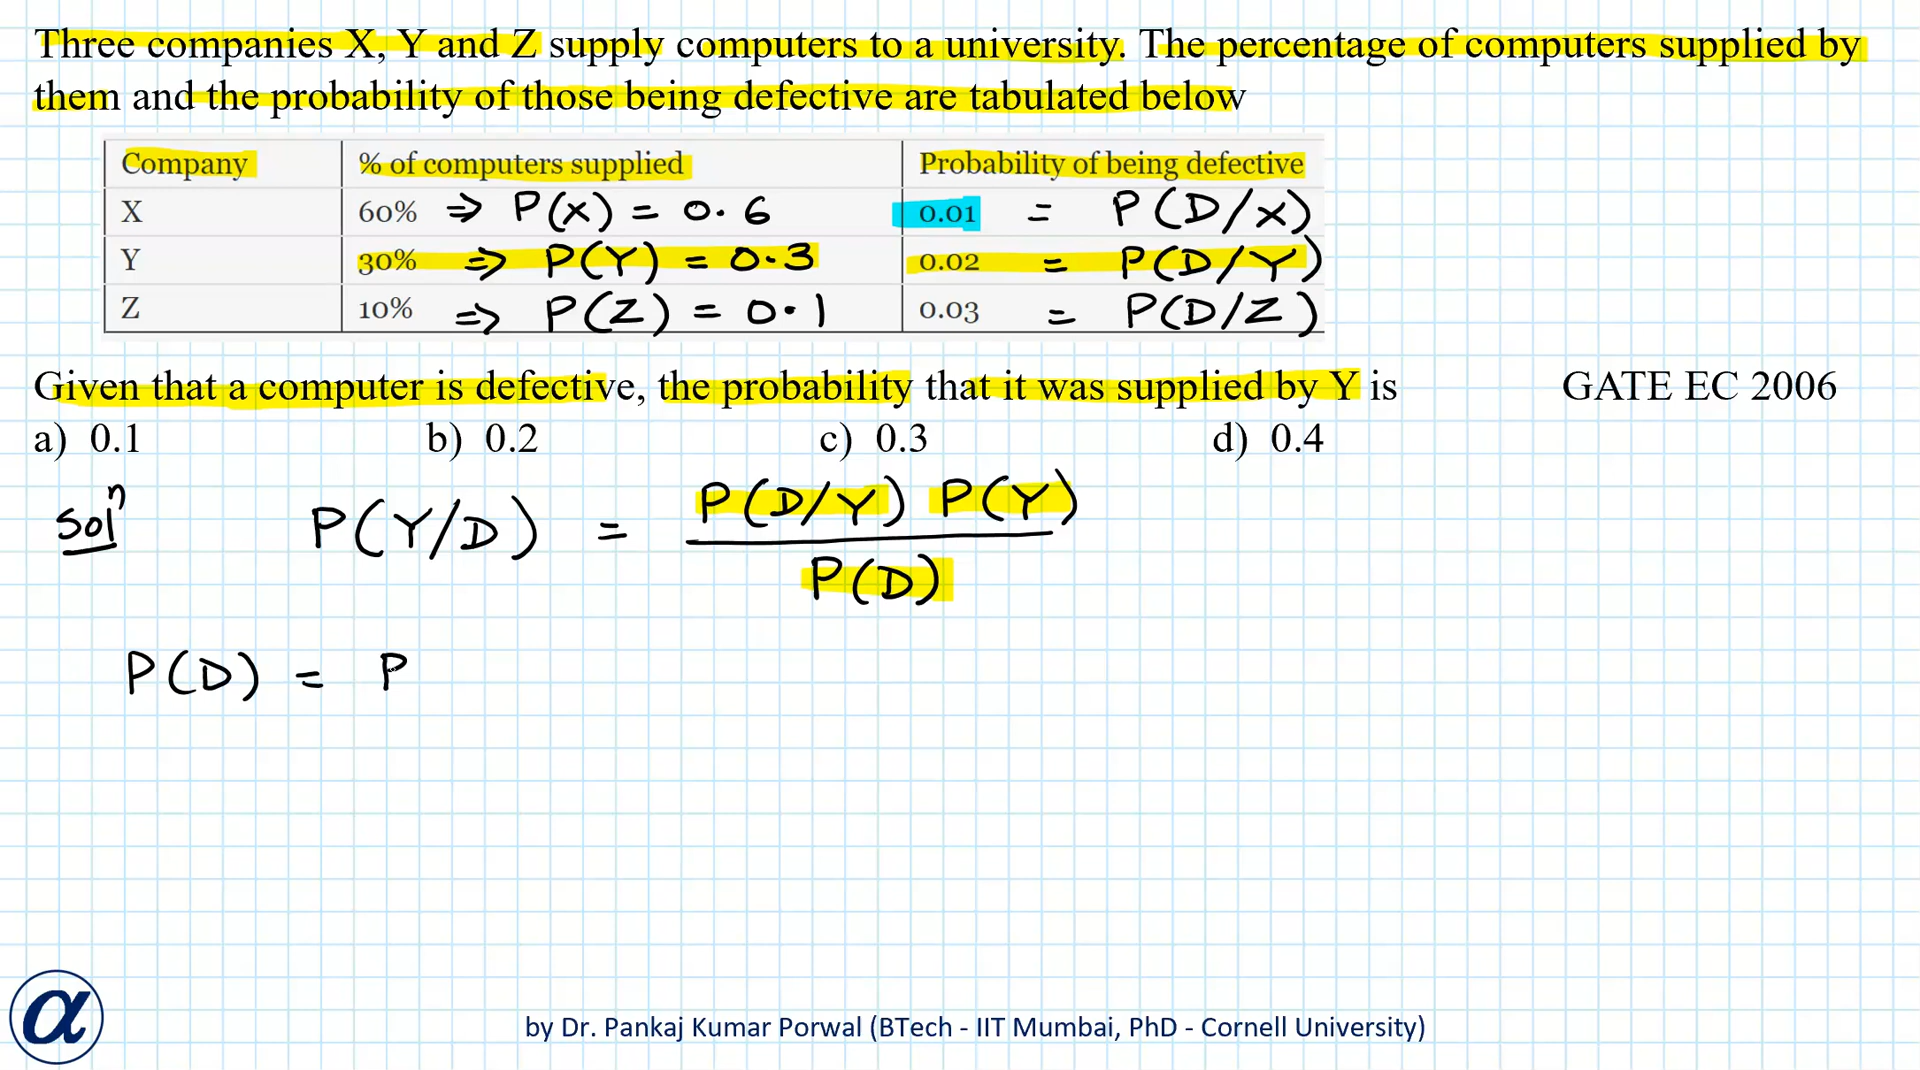 Three companies X, Y and Z supply computers to a university. The percentage of computers supplied by
them and the probability of those being defective are tabulated below
Company % of computers supplied Probability of being defective
X 60% ⇒ P(X) = 0.6 0.01 = P(D/X)
Y 30% ⇒ P(Y) = 0.3 0.02 = P(D/Y)
Z 10% ⇒ P(Z) = 0.1 0.03 = P(D/Z)
Given that a computer is defective, the probability that it was supplied by Y is GATE EC 2006
a) 0.1 b) 0.2 c) 0.3 d) 0.4
Solⁿ P(Y/D) = P(D/Y) P(Y)
P(D)
P(D) = P
α
by Dr. Pankaj Kumar Porwal (BTech - IIT Mumbai, PhD - Cornell University)